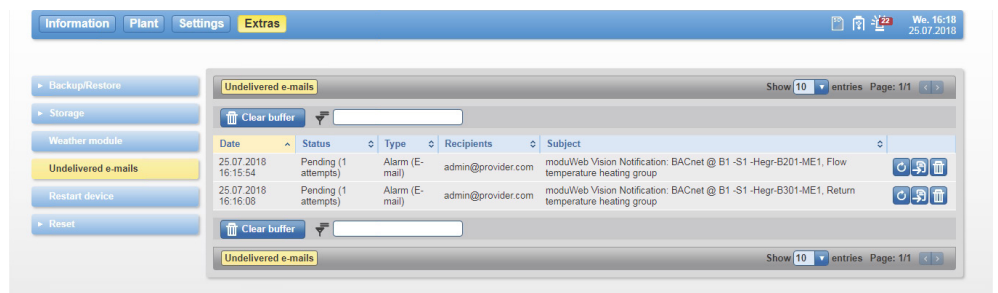 Information Plant Settings Extras 22 We. 16:18
25.07.2018
Backup/Restore
Storage
Weather module
Undelivered e-mails
Restart device
Reset
Undelivered e-mails Show 10 entries Page: 1/1
Clear buffer
Date Status Type Recipients Subject
25.07.2018 Pending (1 Alarm (E- admin@provider.com moduWeb Vision Notification: BACnet @ B1 -S1 -Hegr-B201-ME1, Flow
16:15:54 attempts) mail) temperature heating group
25.07.2018 Pending (1 Alarm (E- admin@provider.com moduWeb Vision Notification: BACnet @ B1 -S1 -Hegr-B301-ME1, Return
16:16:08 attempts) mail) temperature heating group
Clear buffer
Undelivered e-mails Show 10 entries Page: 1/1